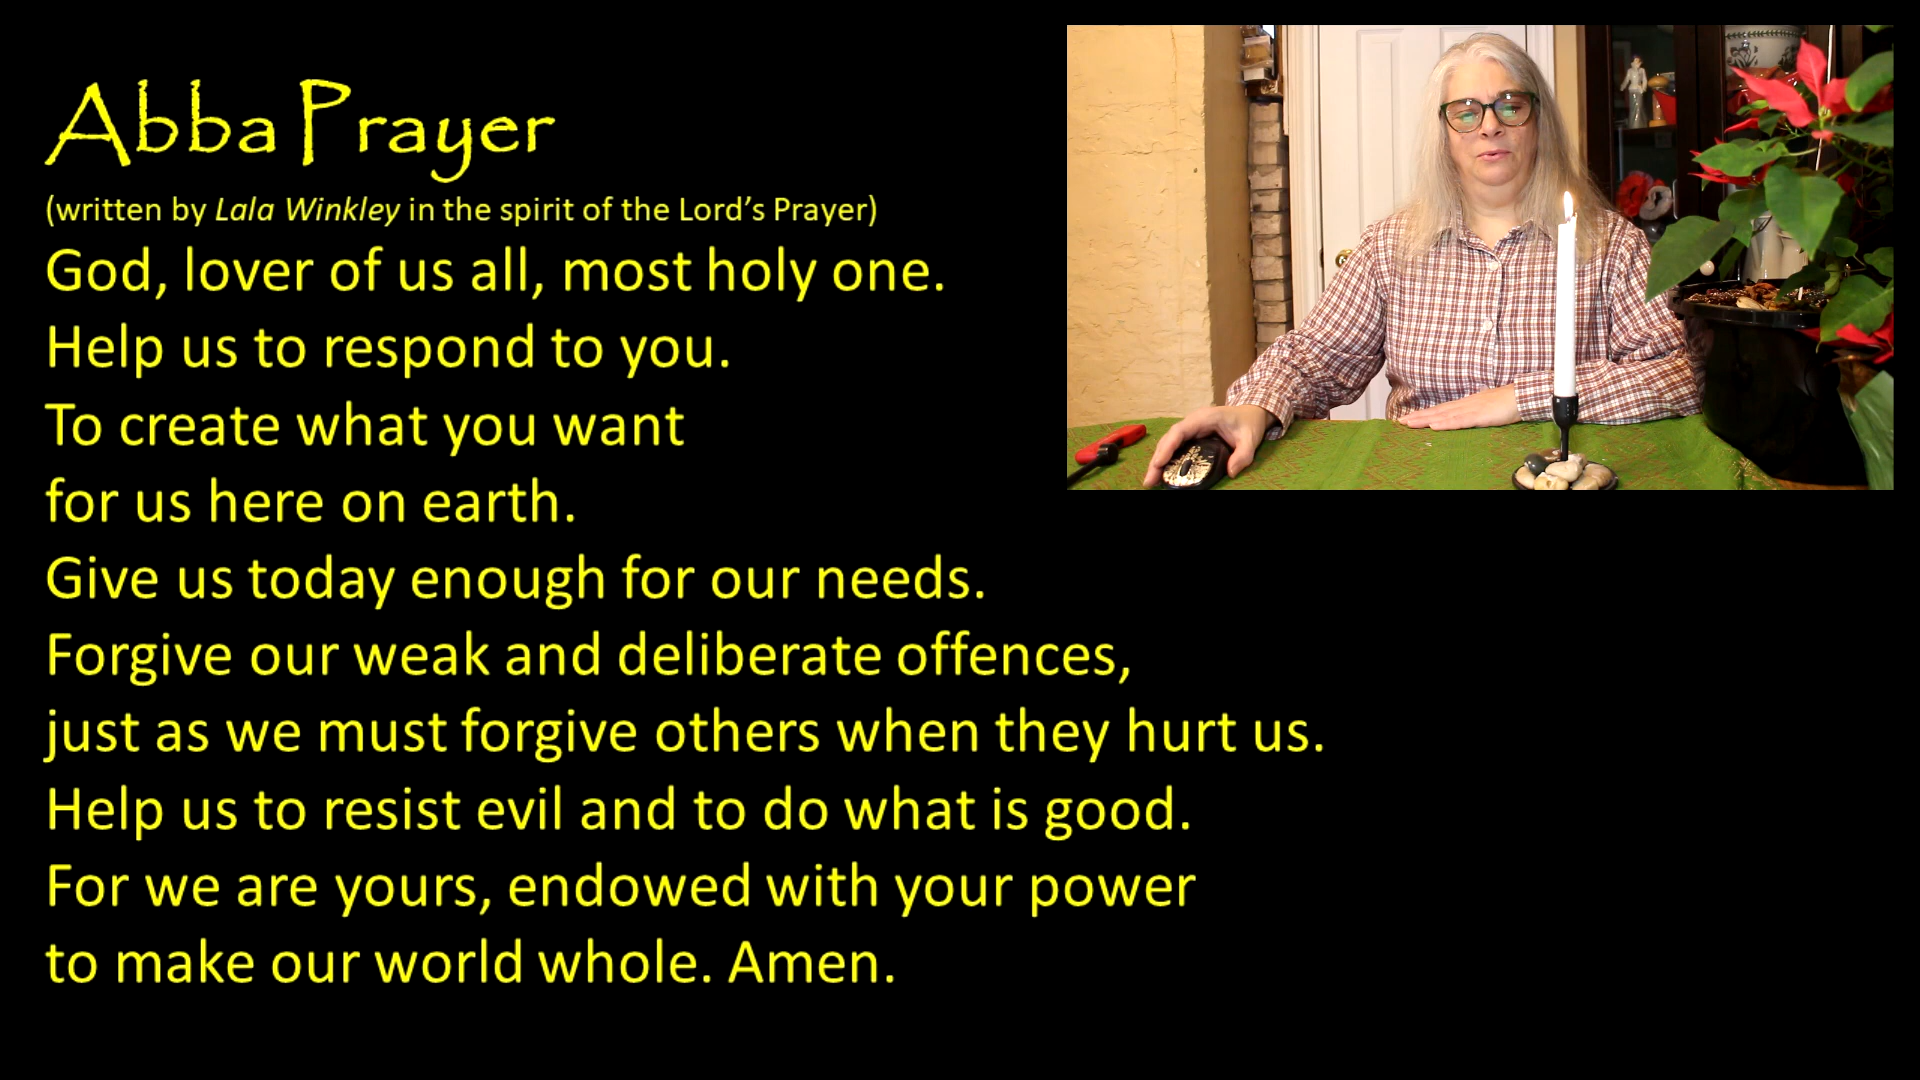 Abba Prayer
(written by Lala Winkley in the spirit of the Lord’s Prayer)
God, lover of us all, most holy one.
Help us to respond to you.
To create what you want
for us here on earth.
Give us today enough for our needs.
Forgive our weak and deliberate offences,
just as we must forgive others when they hurt us.
Help us to resist evil and to do what is good.
For we are yours, endowed with your power
to make our world whole. Amen.